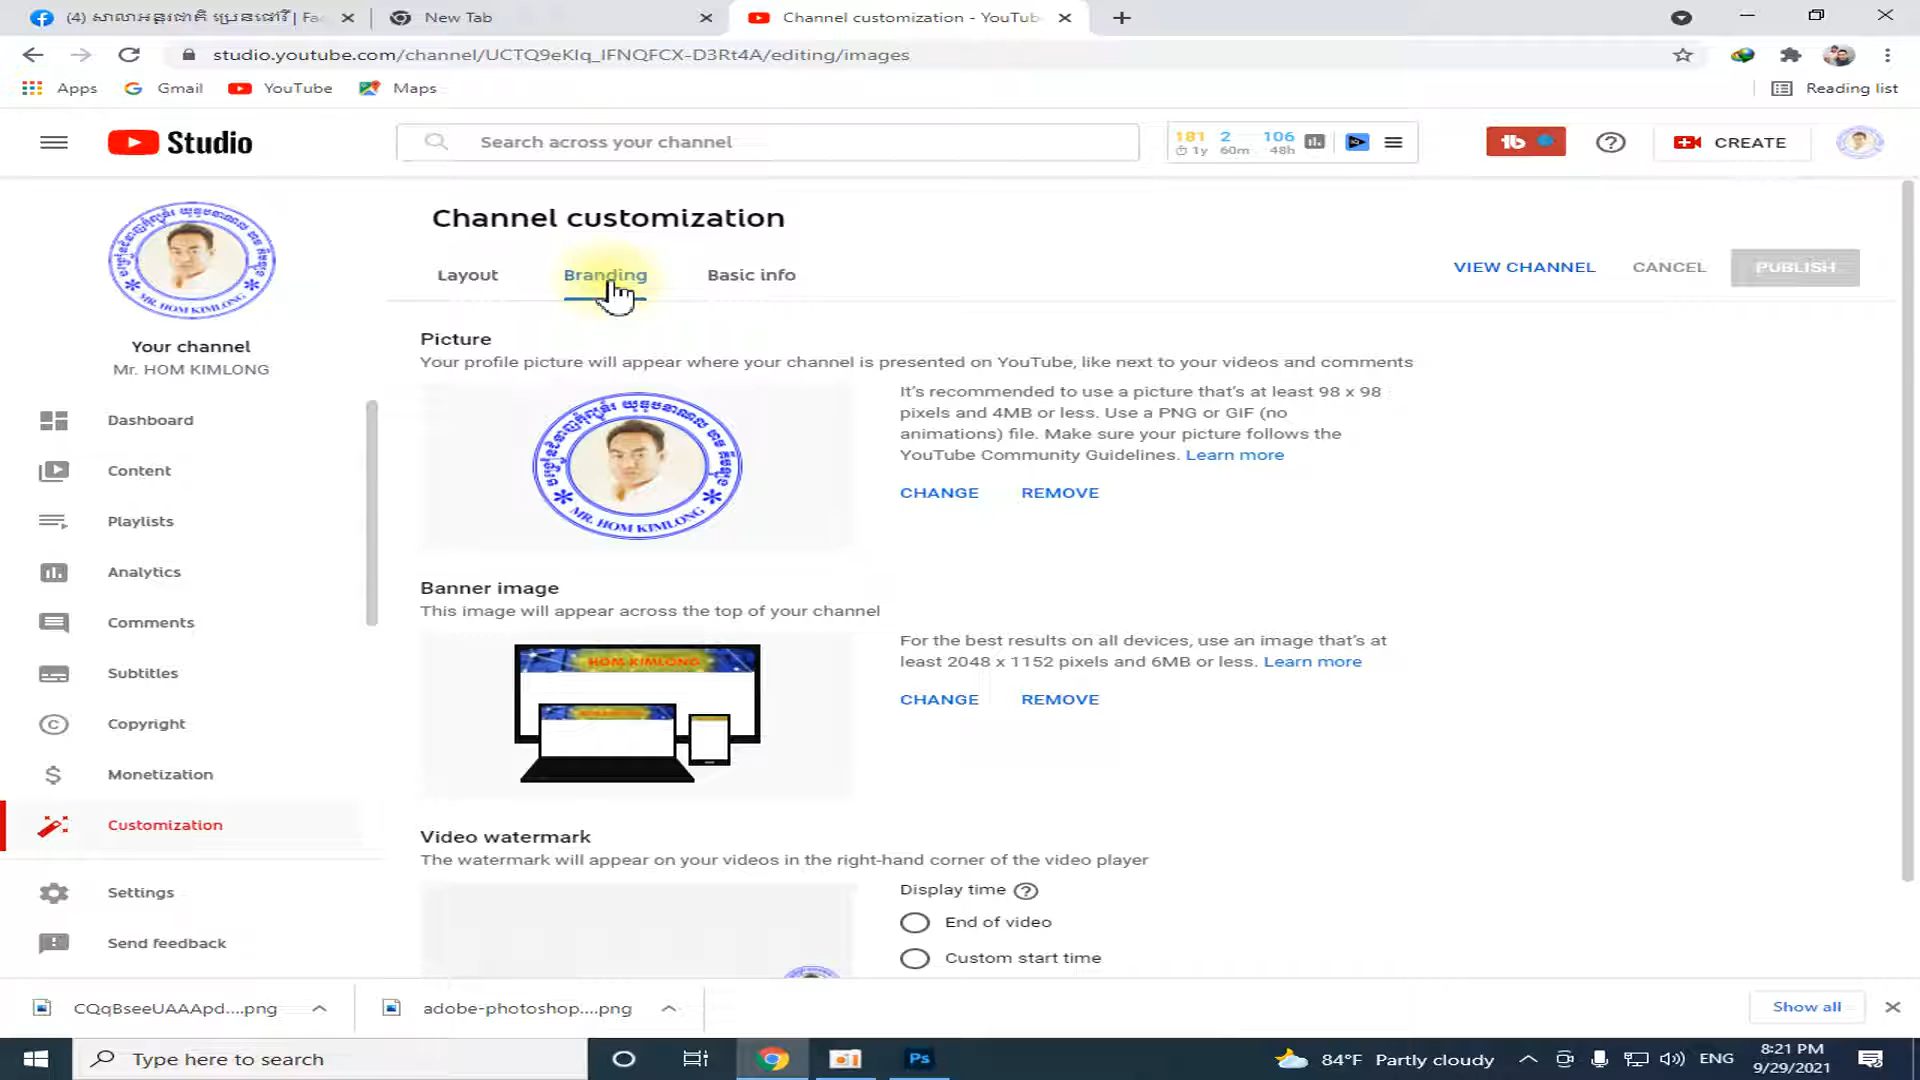 (4) សាលាអន្តរជាតិ ប្រេនដេវី | Fac
New Tab
Channel customization - YouTub
studio.youtube.com/channel/UCTQ9eKIq_IFNQFCX-D3Rt4A/editing/images
Apps
Gmail
YouTube
Maps
Reading list
Studio
Search across your channel
181 2 106
1y 60m 48h
CREATE
Channel customization
Layout
Branding
Basic info
VIEW CHANNEL
CANCEL
PUBLISH
MR. HOM KIMLONG
Your channel
Mr. HOM KIMLONG
Dashboard
Content
Playlists
Analytics
Comments
Subtitles
Copyright
Monetization
Customization
Settings
Send feedback
Picture
Your profile picture will appear where your channel is presented on YouTube, like next to your videos and comments
MR. HOM KIMLONG
It's recommended to use a picture that's at least 98 x 98
pixels and 4MB or less. Use a PNG or GIF (no
animations) file. Make sure your picture follows the
YouTube Community Guidelines. Learn more
CHANGE
REMOVE
Banner image
This image will appear across the top of your channel
HOM KIMLONG
For the best results on all devices, use an image that's at
least 2048 x 1152 pixels and 6MB or less. Learn more
CHANGE
REMOVE
Video watermark
The watermark will appear on your videos in the right-hand corner of the video player
Display time
End of video
Custom start time
CQqBseeUAAApd....png
adobe-photoshop....png
Show all
Type here to search
Ps
84°F Partly cloudy
ENG
8:21 PM
9/29/2021